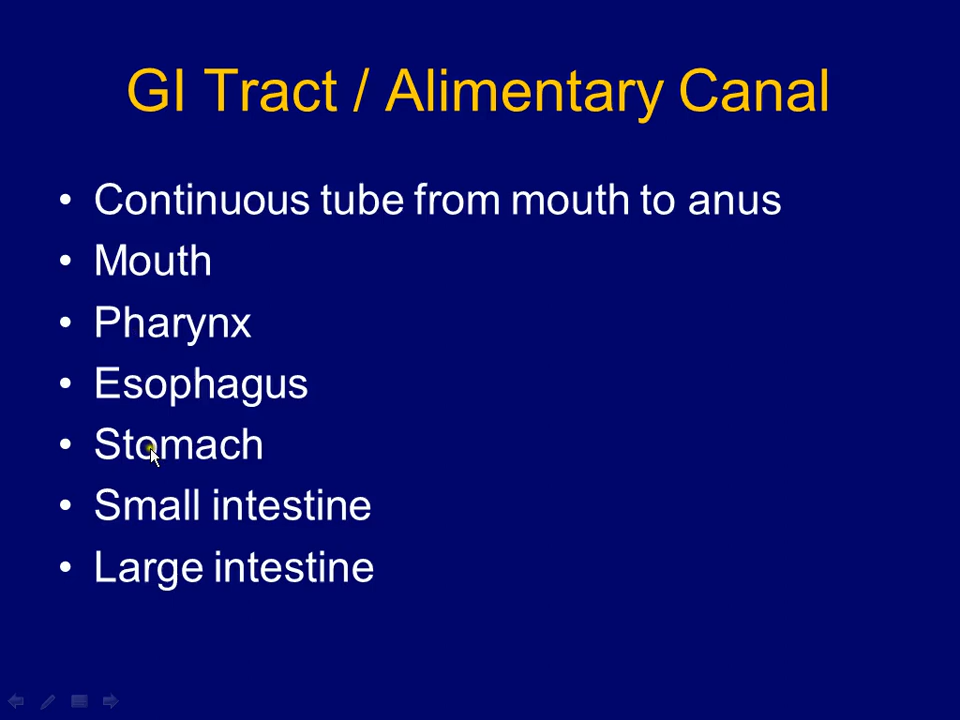 GI Tract / Alimentary Canal
• Continuous tube from mouth to anus
• Mouth
• Pharynx
• Esophagus
• Stomach
• Small intestine
• Large intestine